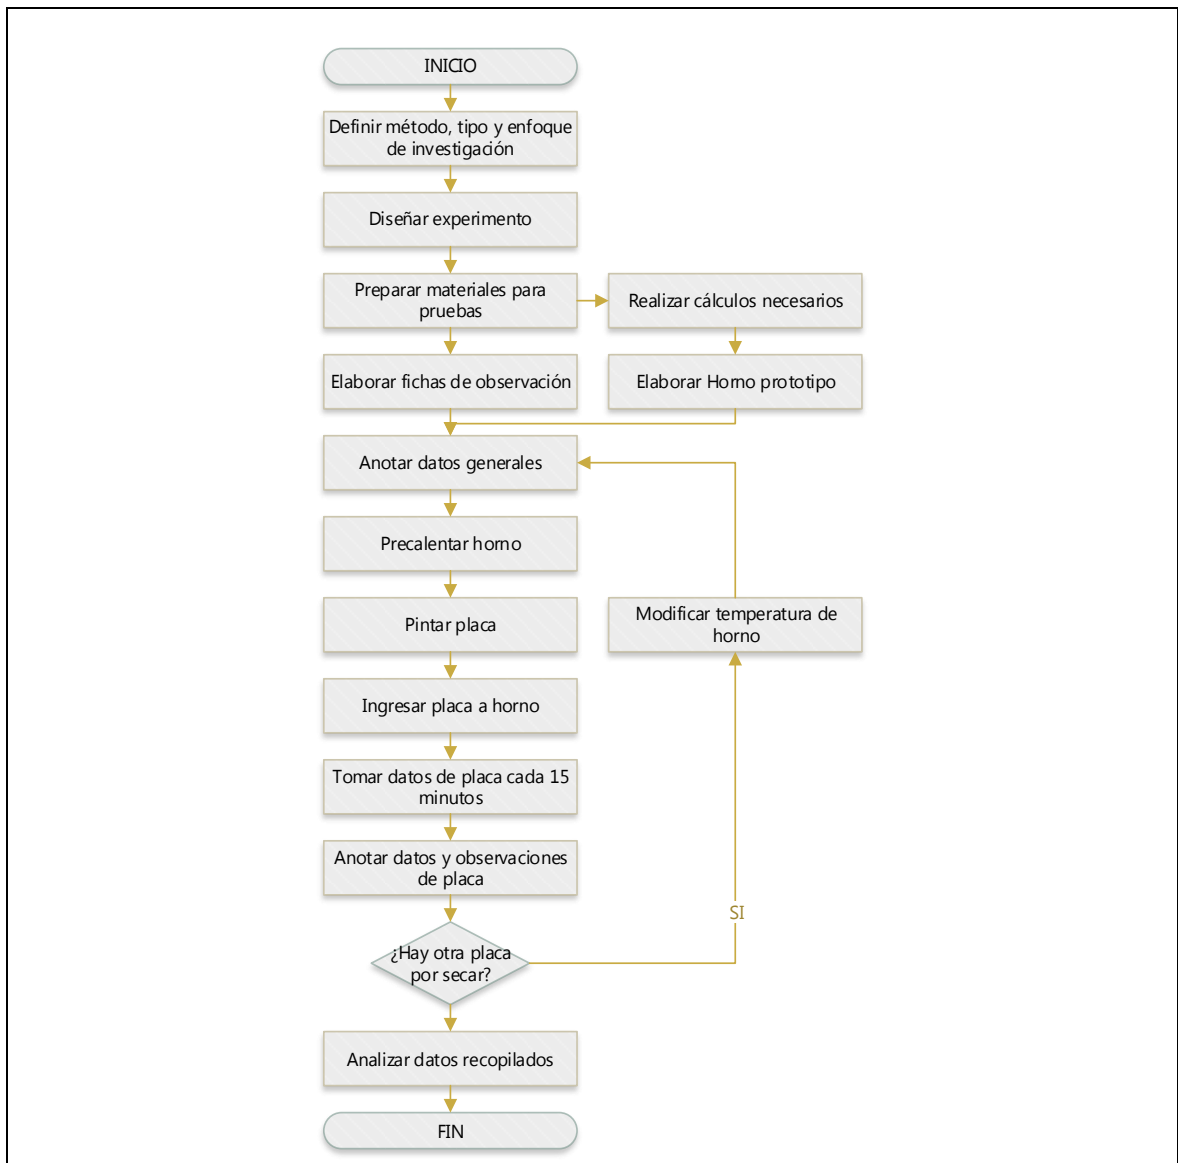 INICIO
Definir método, tipo y enfoque
de investigación
Diseñar experimento
Preparar materiales para
pruebas
Realizar cálculos necesarios
Elaborar fichas de observación
Elaborar Horno prototipo
Anotar datos generales
Precalentar horno
Pintar placa
Modificar temperatura de
horno
Ingresar placa a horno
Tomar datos de placa cada 15
minutos
Anotar datos y observaciones
de placa
SI
¿Hay otra placa
por secar?
Analizar datos recopilados
FIN